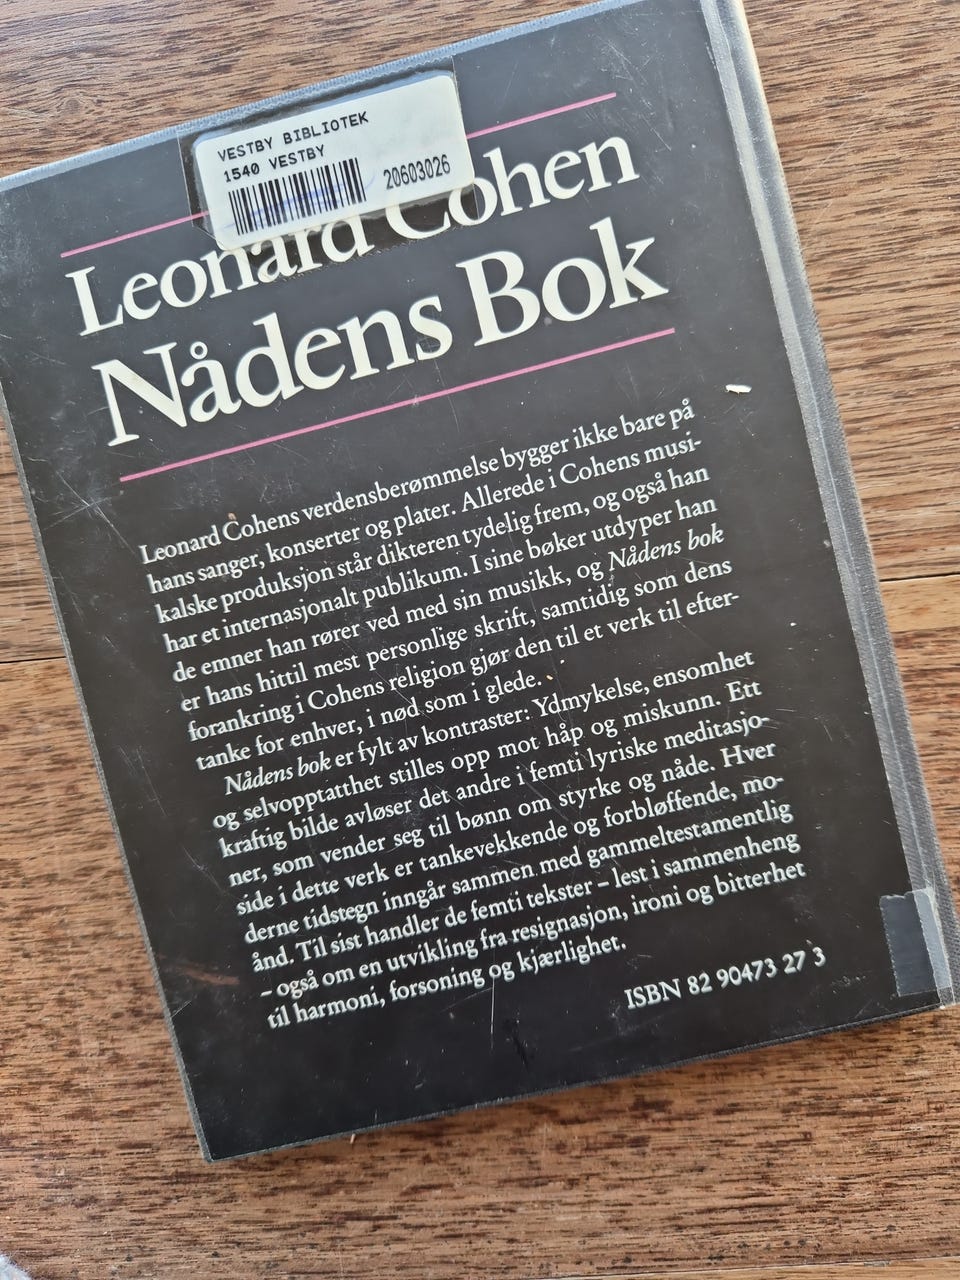 VESTBY BIBLIOTEK
1540 VESTBY
20603026
Leonard Cohen
Nådens Bok
Leonard Cohens verdensberømmelse bygger ikke bare på
hans sanger, konserter og plater. Allerede i Cohens musi-
kalske produksjon står dikteren tydelig frem, og også han
har et internasjonalt publikum. I sine bøker utdyper han
de emner han rører ved med sin musikk, og Nådens bok
er hans hittil mest personlige skrift, samtidig som dens
forankring i Cohens religion gjør den til et verk til efter-
tanke for enhver, i nød som i glede.
Nådens bok er fylt av kontraster: Ydmykelse, ensomhet
og selvopptatthet stilles opp mot håp og miskunn. Ett
kraftig bilde avløser det andre i femti lyriske meditasjo-
ner, som vender seg til bønn om styrke og nåde. Hver
side i dette verk er tankevekkende og forbløffende, mo-
derne tidstegn inngår sammen med gammeltestamentlig
ånd. Til sist handler de femti tekster – lest i sammenheng
– også om en utvikling fra resignasjon, ironi og bitterhet
til harmoni, forsoning og kjærlighet.
ISBN 82 90473 27 3